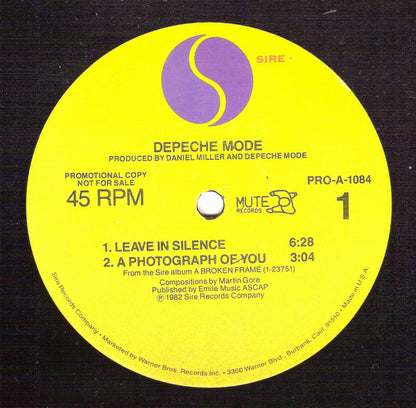 SIRE
DEPECHE MODE
PRODUCED BY DANIEL MILLER AND DEPECHE MODE
PROMOTIONAL COPY
NOT FOR SALE
45 RPM
MUTE
RECORDS
PRO-A-1084
1
1. LEAVE IN SILENCE 6:28
2. A PHOTOGRAPH OF YOU 3:04
From the Sire album A BROKEN FRAME (1-23751)
Compositions by Martin Gore
Published by Emile Music ASCAP
℗ 1982 Sire Records Company
Sire Records Company • Marketed by Warner Bros. Records Inc. • 3300 Warner Blvd., Burbank, Calif. 91510 • Made in U.S.A.